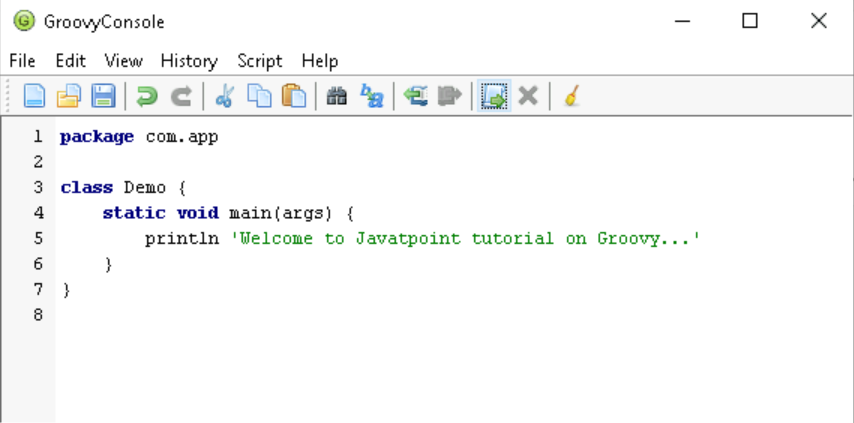 GroovyConsole
File Edit View History Script Help
1 package com.app
2
3 class Demo {
4     static void main(args) {
5         println 'Welcome to Javatpoint tutorial on Groovy...'
6     }
7 }
8